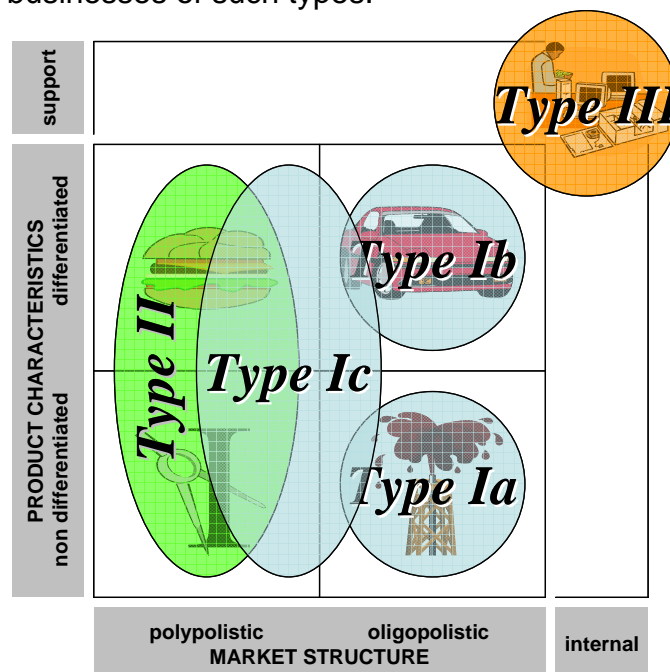 businesses of such types.
support
Type III
PRODUCT CHARACTERISTICS
differentiated
non differentiated
Type II
Type Ib
Type Ic
Type Ia
polypolistic
oligopolistic
MARKET STRUCTURE
internal